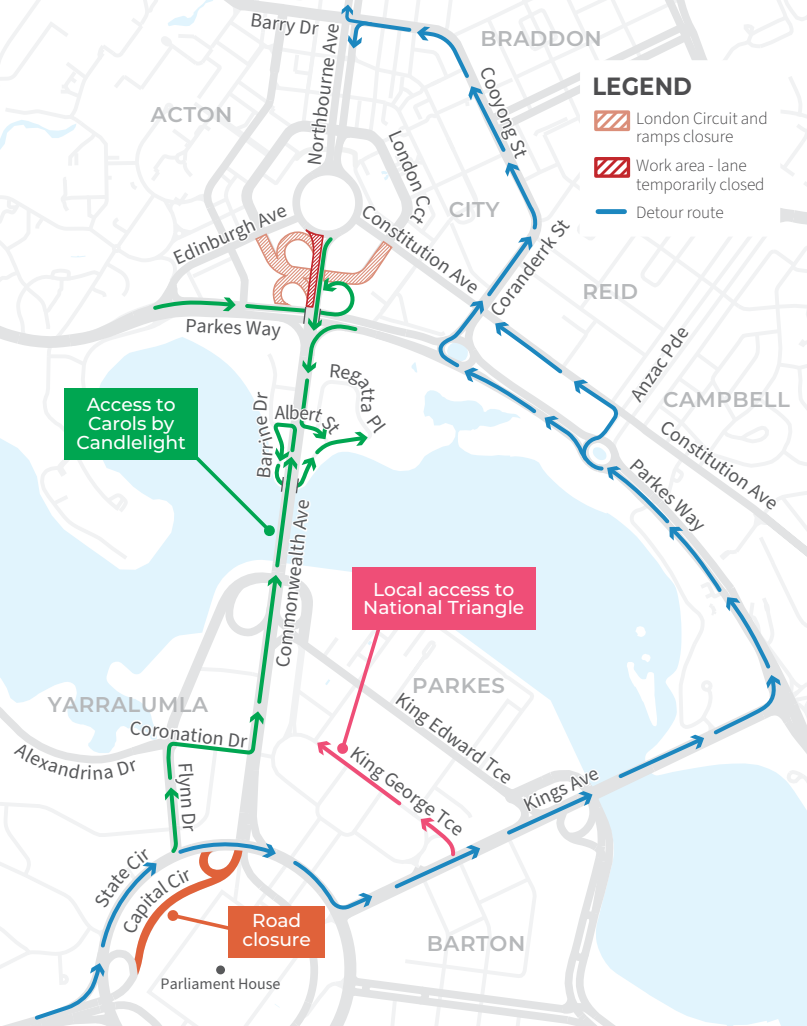 Barry Dr
BRADDON
Northbourne Ave
Cooyong St
LEGEND
London Circuit and
ramps closure
Work area - lane
temporarily closed
Detour route
ACTON
London Cct
CITY
Edinburgh Ave
Constitution Ave
Coranderrk St
REID
Parkes Way
Anzac Pde
Regatta Pl
CAMPBELL
Access to
Carols by
Candlelight
Albert St
Barrine Dr
Constitution Ave
Parkes Way
Commonwealth Ave
Local access to
National Triangle
PARKES
YARRALUMLA
King Edward Tce
Coronation Dr
Alexandrina Dr
King George Tce
Flynn Dr
Kings Ave
State Cir
Capital Cir
Road
closure
BARTON
Parliament House